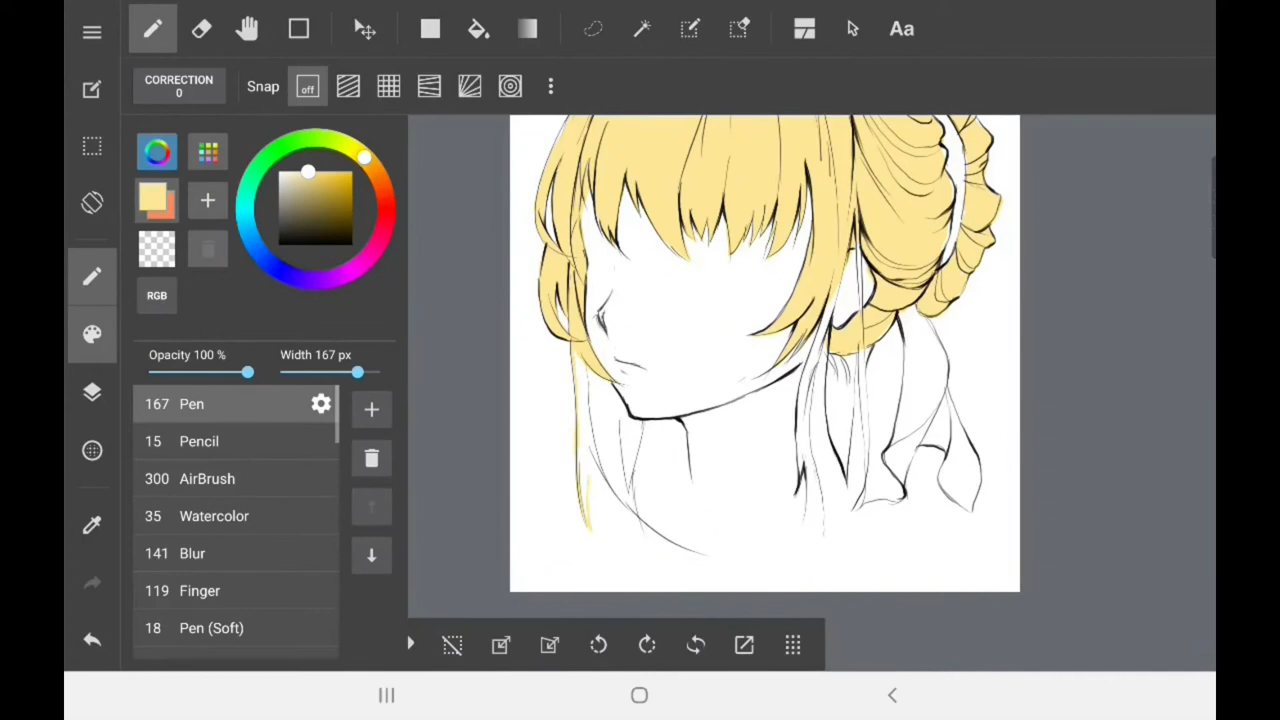 Aa
CORRECTION
0
Snap
off
RGB
Opacity 100 %
Width 167 px
167 Pen
15 Pencil
300 AirBrush
35 Watercolor
141 Blur
119 Finger
18 Pen (Soft)